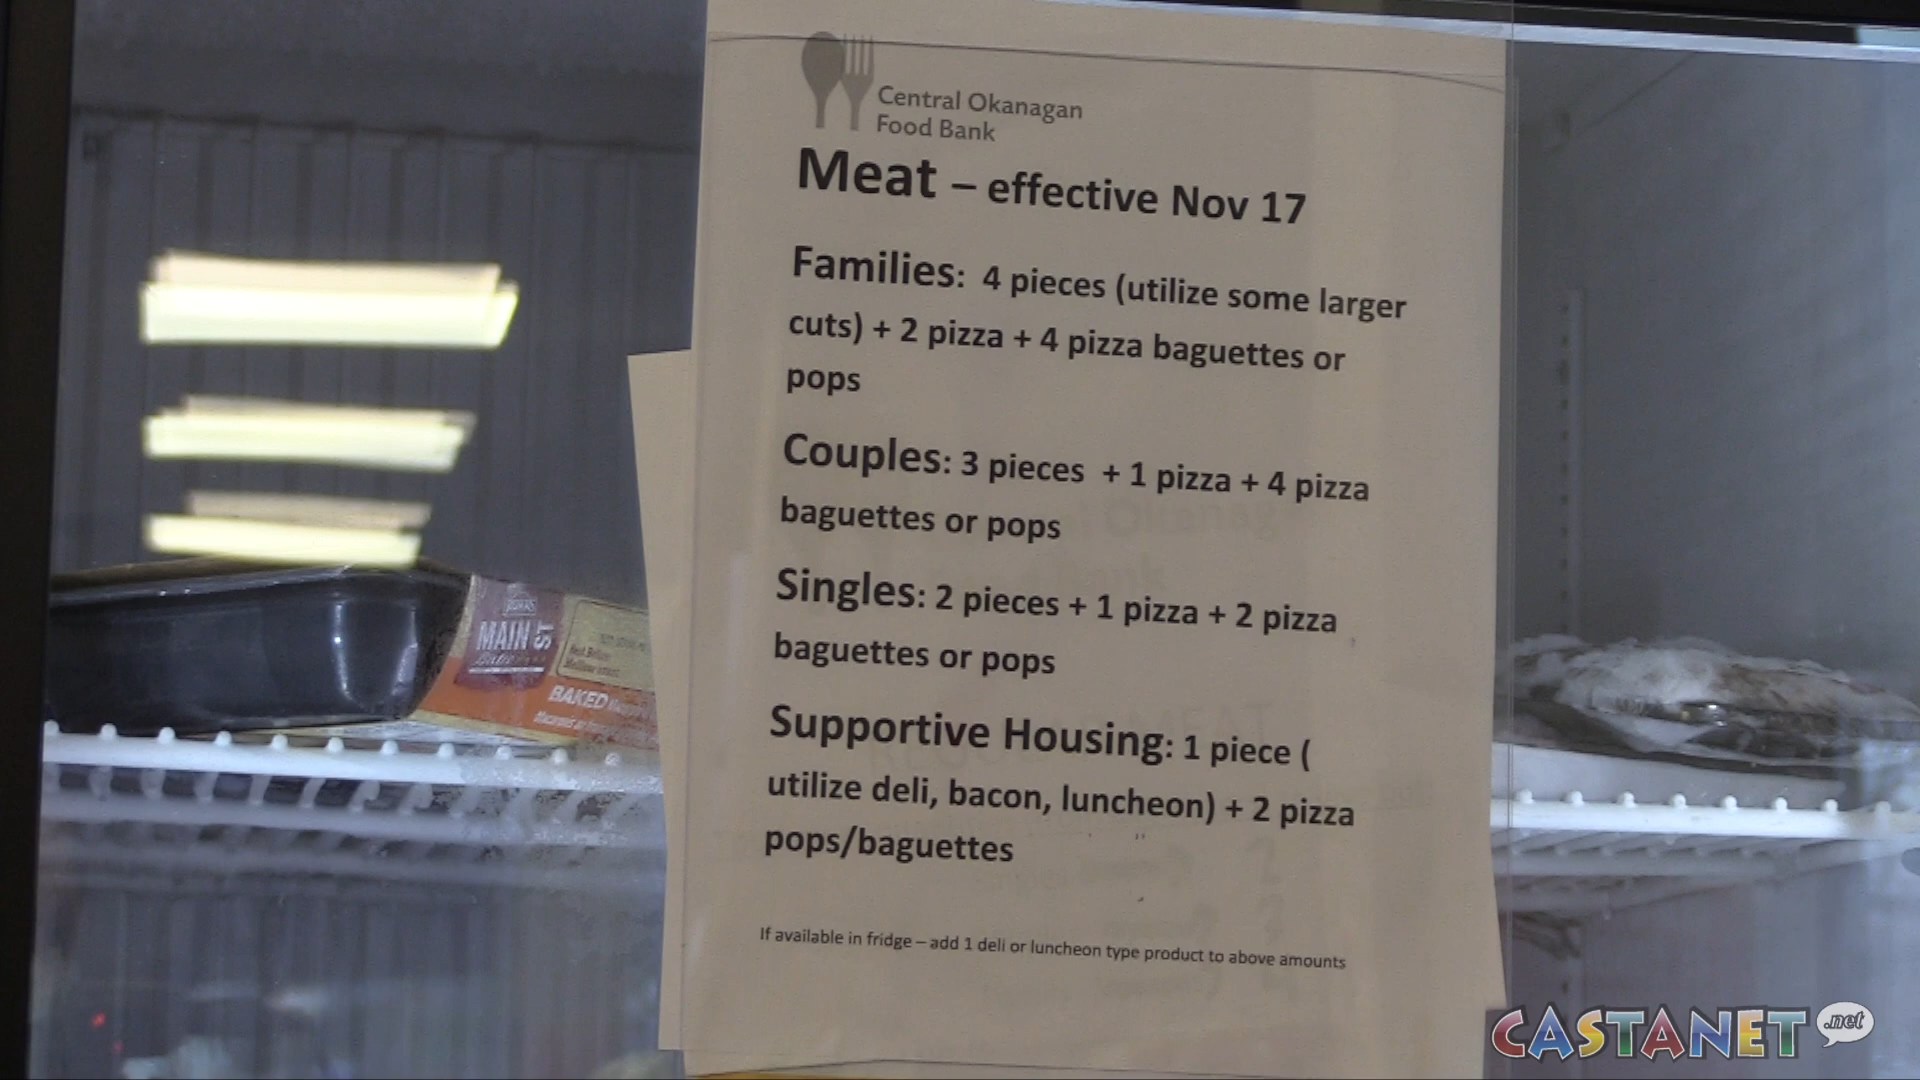 Central Okanagan
Food Bank
Meat – effective Nov 17
Families: 4 pieces (utilize some larger
cuts) + 2 pizza + 4 pizza baguettes or
pops
Couples: 3 pieces + 1 pizza + 4 pizza
baguettes or pops
Singles: 2 pieces + 1 pizza + 2 pizza
baguettes or pops
Supportive Housing: 1 piece (
utilize deli, bacon, luncheon) + 2 pizza
pops/baguettes
If available in fridge – add 1 deli or luncheon type product to above amounts
MAIN ST
BAKED
CASTANET .net